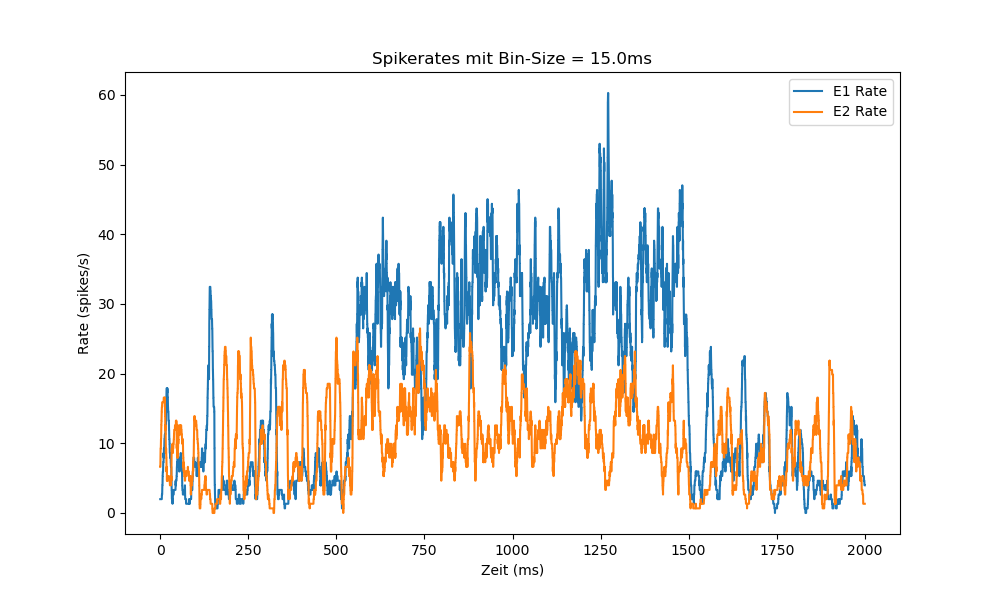 Spikerates mit Bin-Size = 15.0ms
E1 Rate
E2 Rate
60
50
40
30
20
10
0
Rate (spikes/s)
0 250 500 750 1000 1250 1500 1750 2000
Zeit (ms)